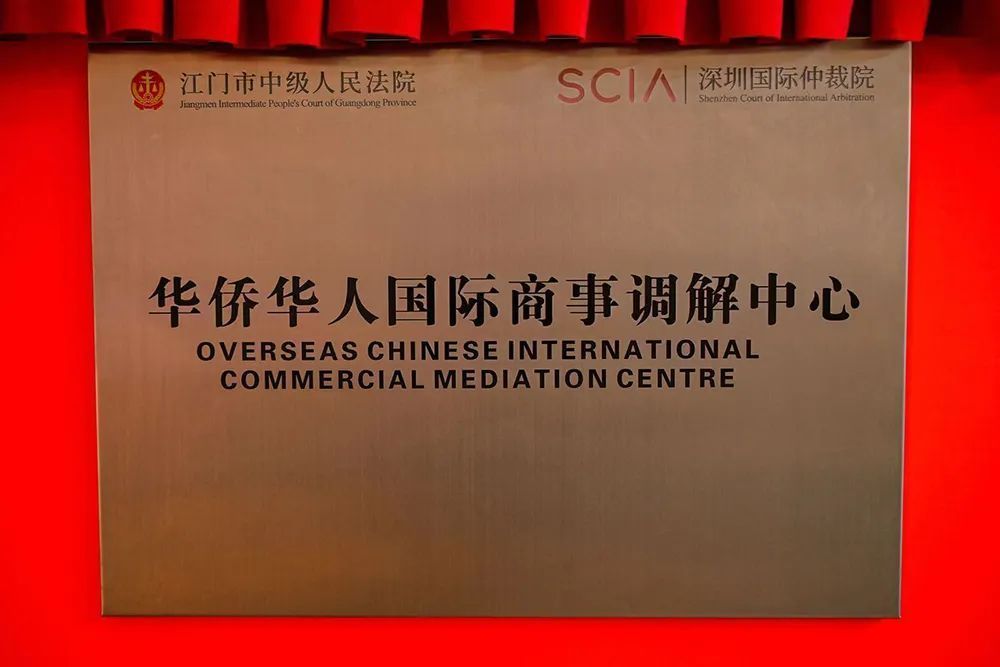 江门市中级人民法院
Jiangmen Intermediate People's Court of Guangdong Province
SCIA 深圳国际仲裁院
Shenzhen Court of International Arbitration
华侨华人国际商事调解中心
OVERSEAS CHINESE INTERNATIONAL
COMMERCIAL MEDIATION CENTRE